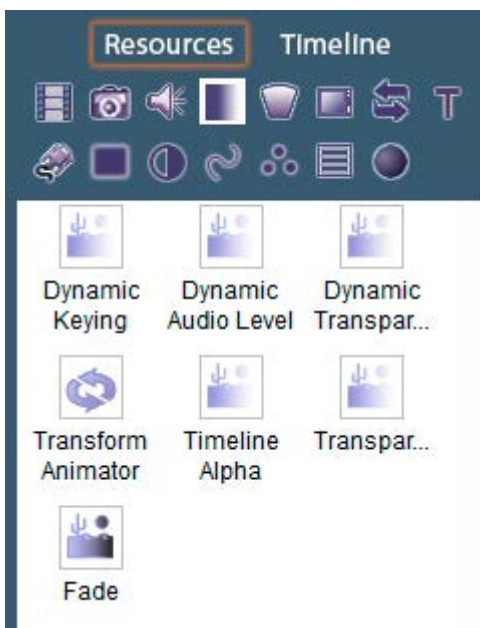 Resources Timeline
T
Dynamic Keying
Dynamic Audio Level
Dynamic Transpar...
Transform Animator
Timeline Alpha
Transpar...
Fade